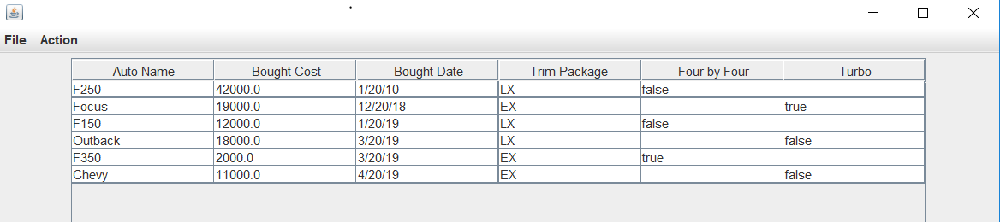 File Action
Auto Name Bought Cost Bought Date Trim Package Four by Four Turbo
F250 42000.0 1/20/10 LX false
Focus 19000.0 12/20/18 EX true
F150 12000.0 1/20/19 LX false
Outback 18000.0 3/20/19 LX false
F350 2000.0 3/20/19 EX true
Chevy 11000.0 4/20/19 EX false